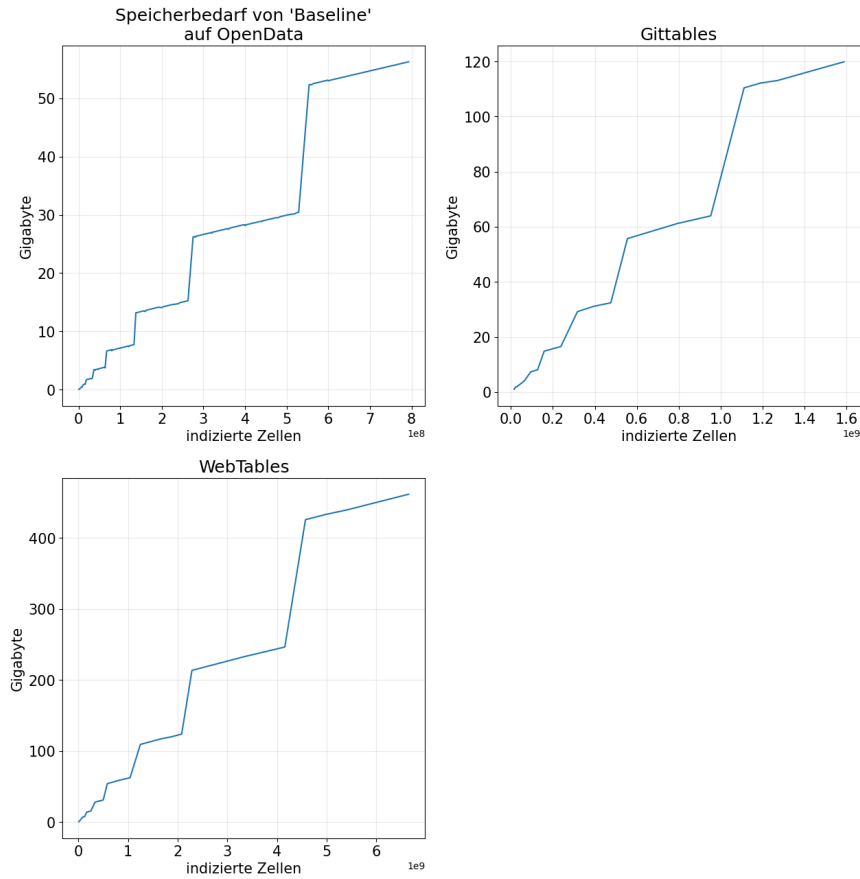 Speicherbedarf von 'Baseline'
auf OpenData
Gigabyte
50
40
30
20
10
0
0 1 2 3 4 5 6 7 8
1e8
indizierte Zellen
Gittables
Gigabyte
120
100
80
60
40
20
0
0.0 0.2 0.4 0.6 0.8 1.0 1.2 1.4 1.6
1e9
indizierte Zellen
WebTables
Gigabyte
400
300
200
100
0
0 1 2 3 4 5 6
1e9
indizierte Zellen